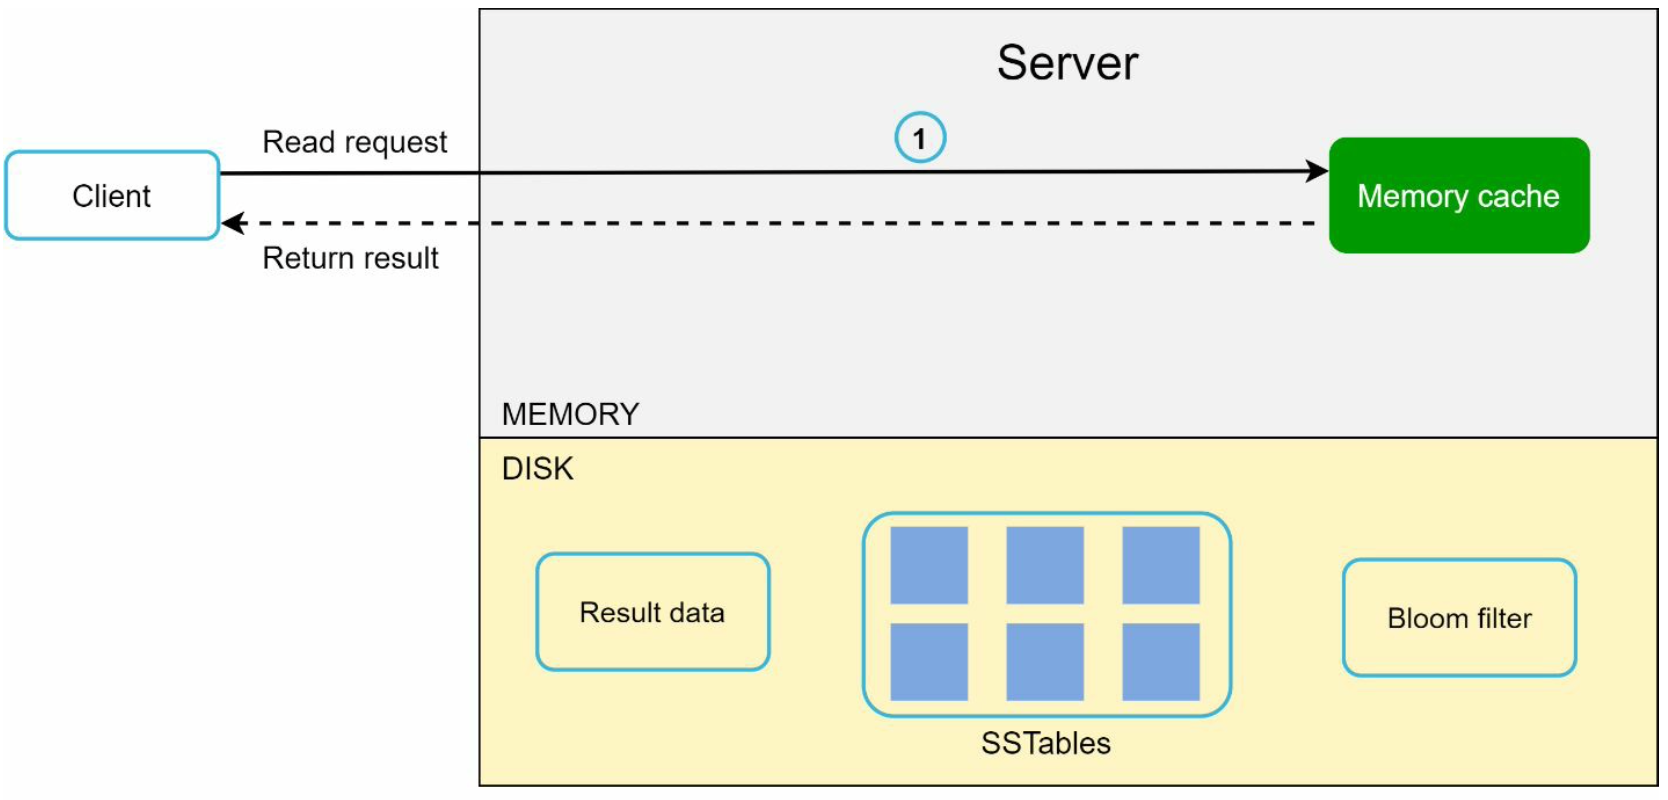 Server
Read request
1
Client
Memory cache
Return result
MEMORY
DISK
Result data
Bloom filter
SSTables